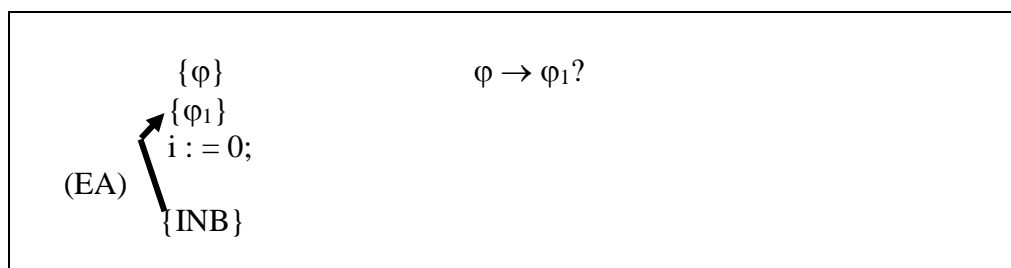 {φ} φ → φ₁?
{φ₁}
i : = 0;
(EA)
{INB}